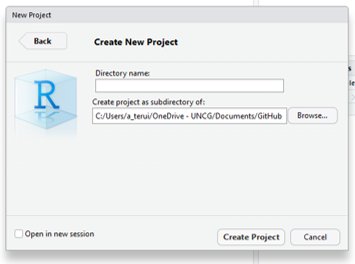 New Project
Back
Create New Project
Directory name:
R
Create project as subdirectory of:
C:/Users/a_terui/OneDrive - UNCG/Documents/GitHub
Browse...
Open in new session
Create Project
Cancel